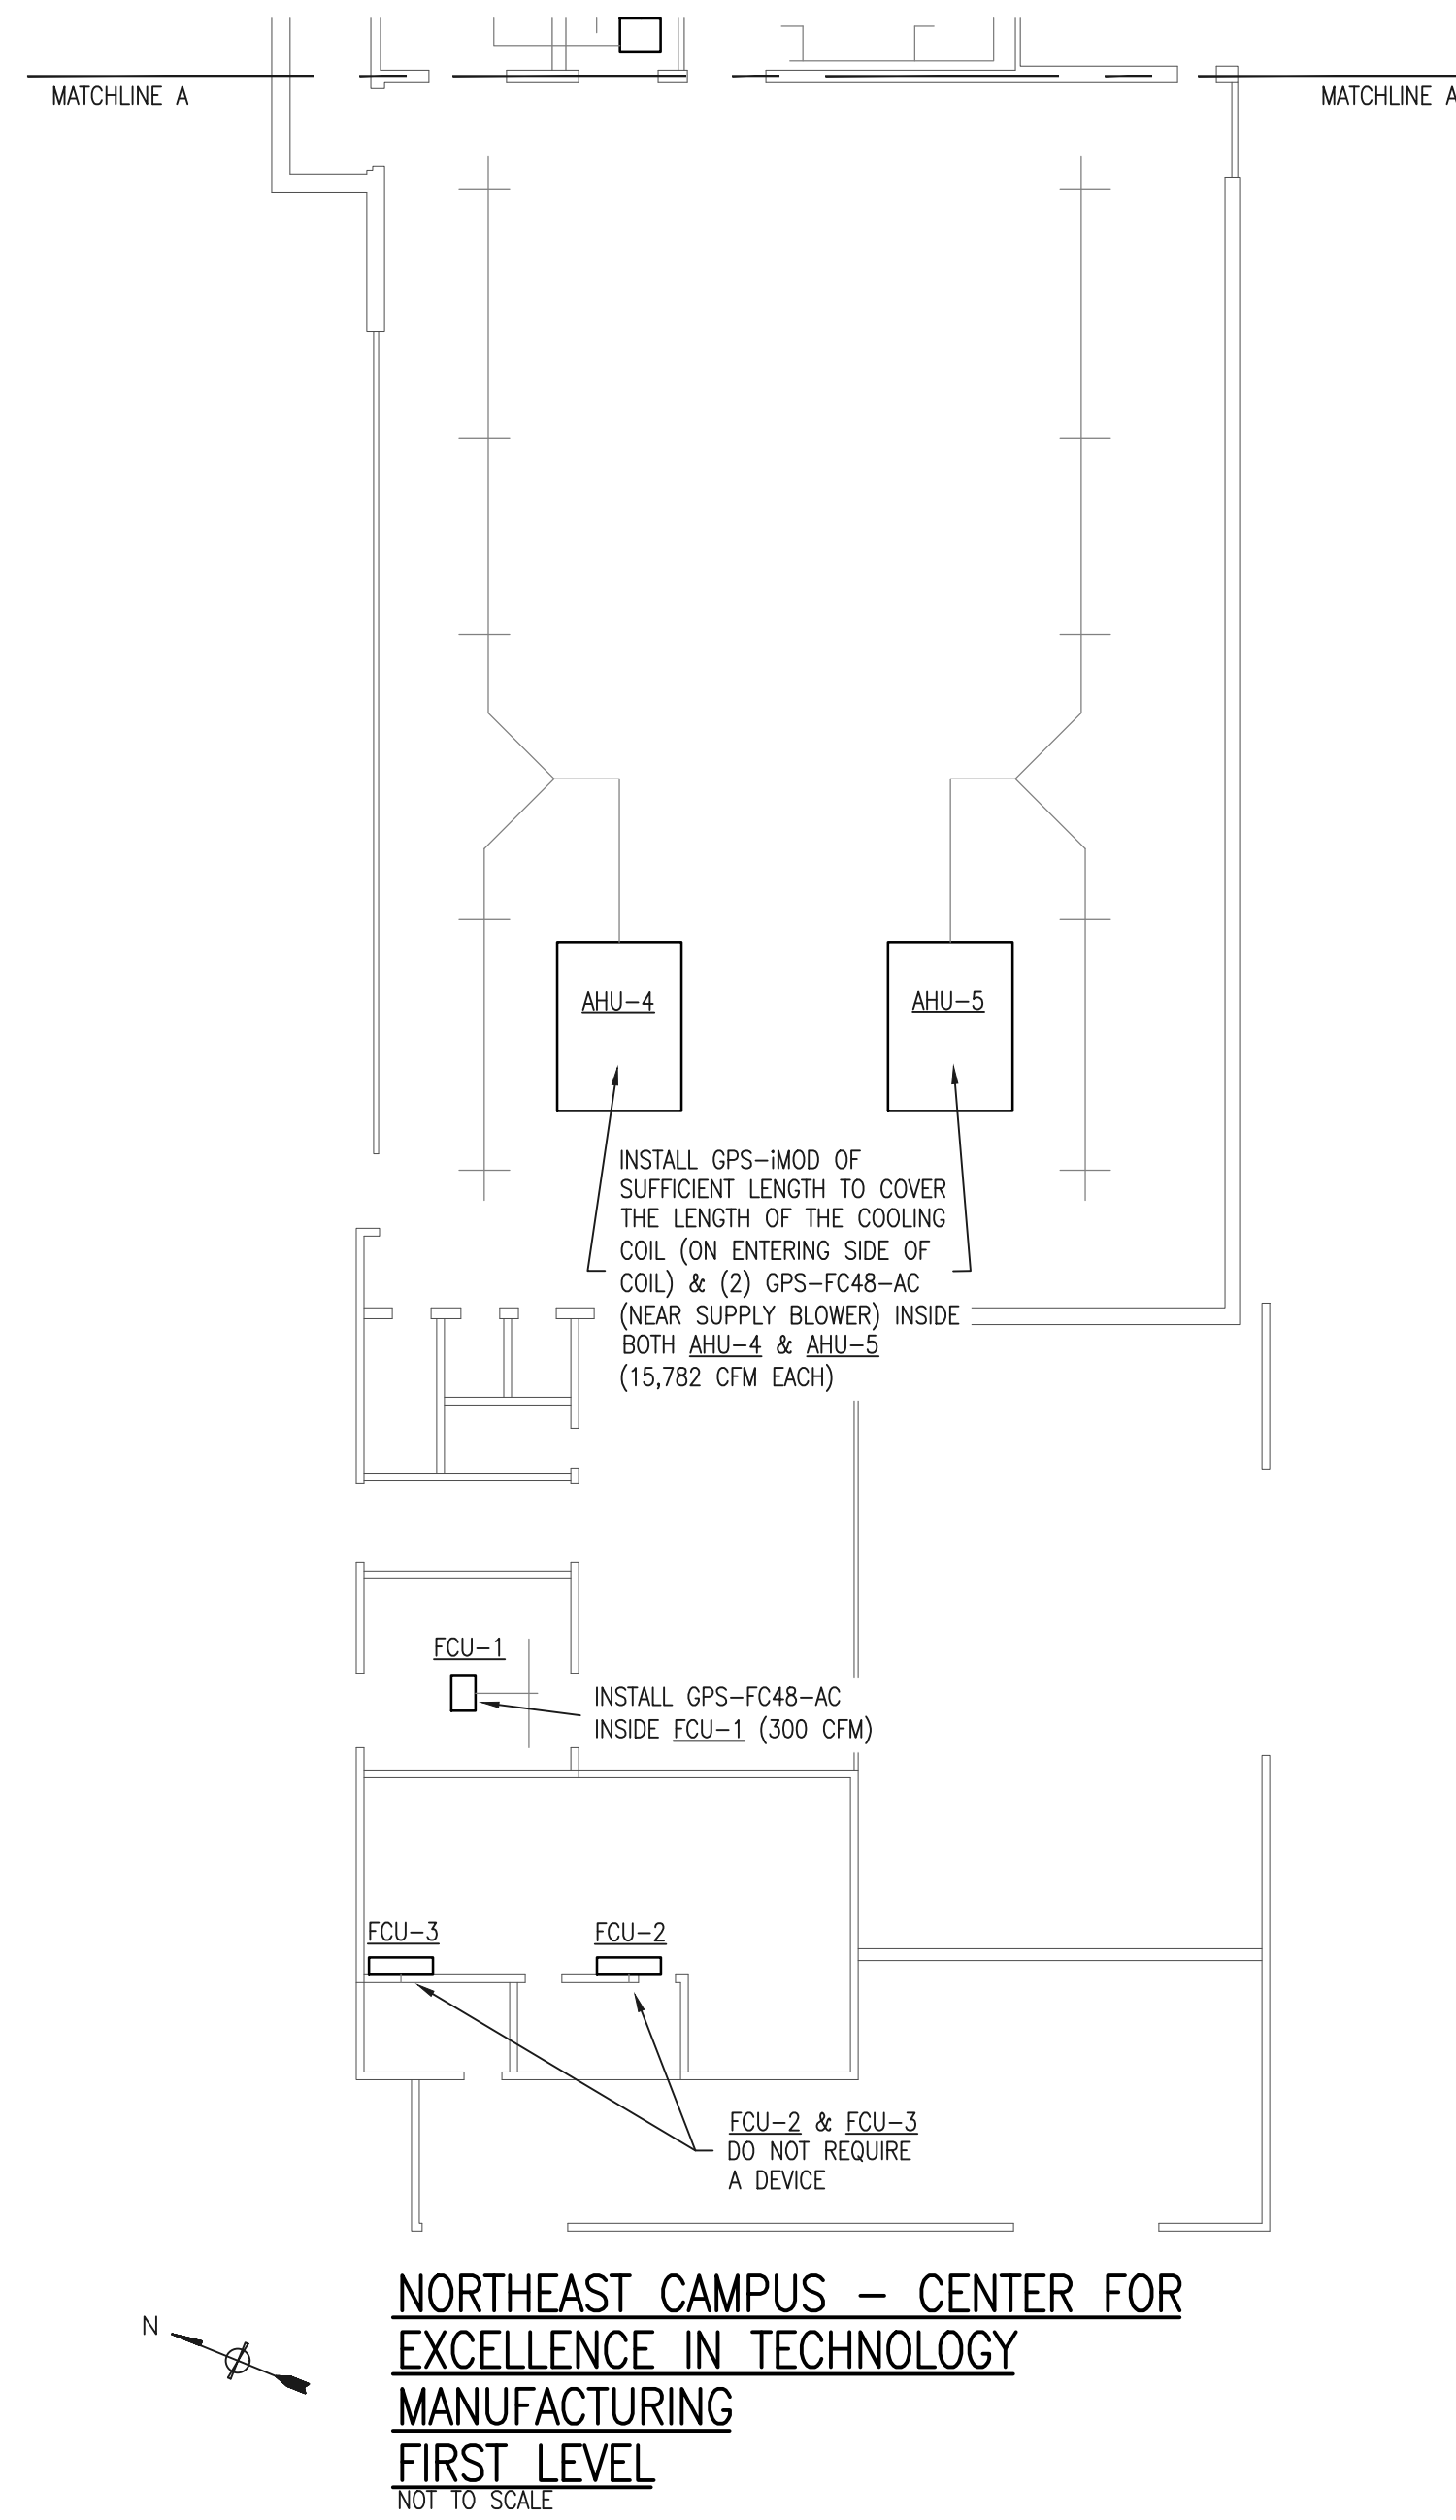 MATCHLINE A
MATCHLINE A
AHU-4
AHU-5
INSTALL GPS-iMOD OF
SUFFICIENT LENGTH TO COVER
THE LENGTH OF THE COOLING
COIL (ON ENTERING SIDE OF
COIL) & (2) GPS-FC48-AC
(NEAR SUPPLY BLOWER) INSIDE
BOTH AHU-4 & AHU-5
(15,782 CFM EACH)
FCU-1
INSTALL GPS-FC48-AC
INSIDE FCU-1 (300 CFM)
FCU-3
FCU-2
FCU-2 & FCU-3
DO NOT REQUIRE
A DEVICE
N
NORTHEAST CAMPUS - CENTER FOR
EXCELLENCE IN TECHNOLOGY
MANUFACTURING
FIRST LEVEL
NOT TO SCALE